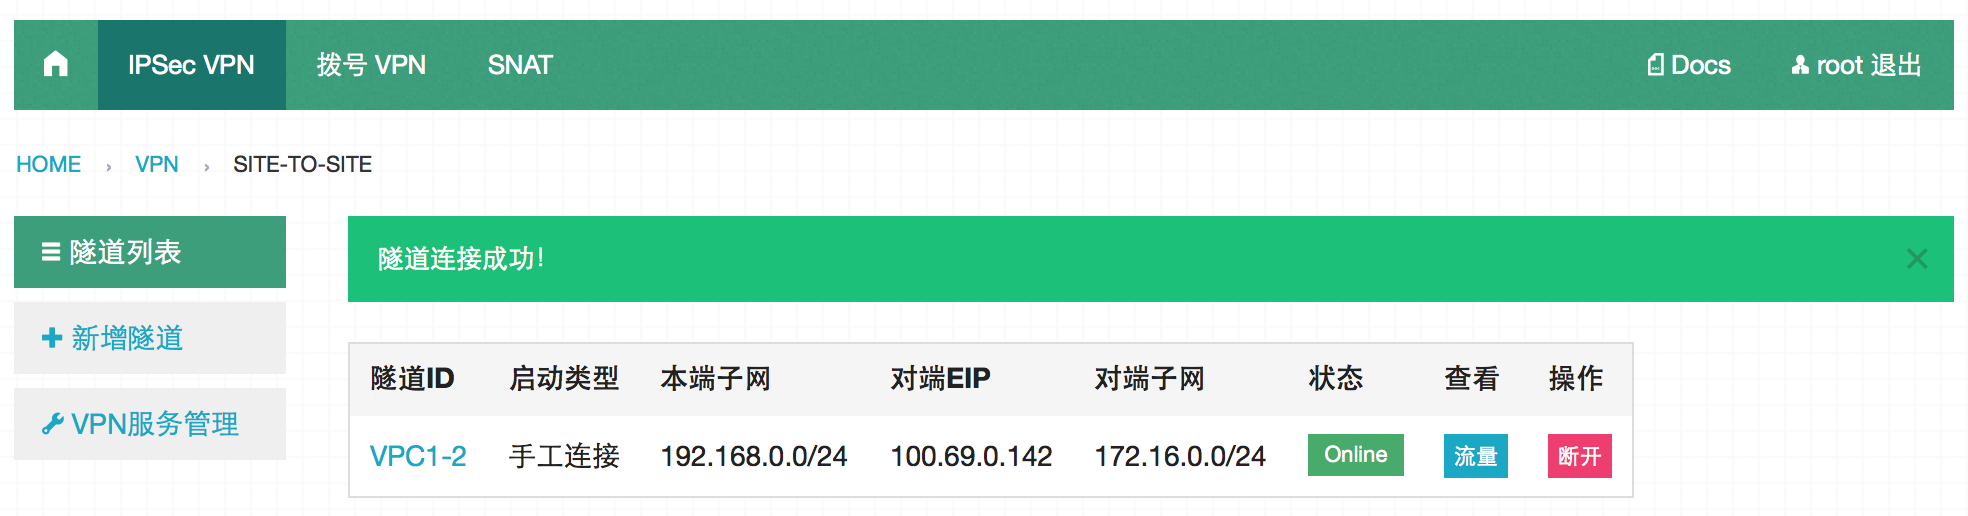 IPSec VPN 拨号 VPN SNAT Docs root 退出
HOME › VPN › SITE-TO-SITE
隧道列表
新增隧道
VPN服务管理
隧道连接成功!
隧道ID 启动类型 本端子网 对端EIP 对端子网 状态 查看 操作
VPC1-2 手工连接 192.168.0.0/24 100.69.0.142 172.16.0.0/24 Online 流量 断开